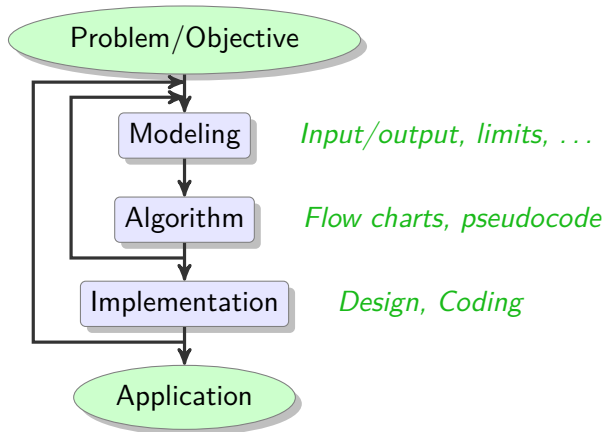 Problem/Objective
Modeling
Input/output, limits, ...
Algorithm
Flow charts, pseudocode
Implementation
Design, Coding
Application